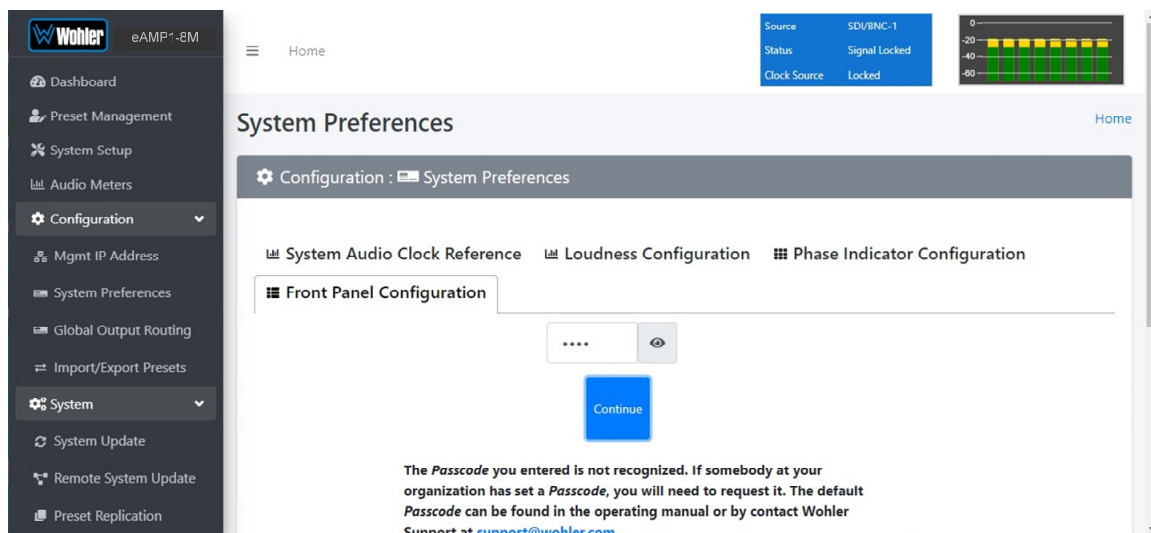 Wohler eAMP1-8M
Dashboard
Preset Management
System Setup
Audio Meters
Configuration
Mgmt IP Address
System Preferences
Global Output Routing
Import/Export Presets
System
System Update
Remote System Update
Preset Replication
Home
Source SDI/BNC-1
Status Signal Locked
Clock Source Locked
0
-20
-40
-60
System Preferences
Home
Configuration : System Preferences
System Audio Clock Reference Loudness Configuration Phase Indicator Configuration
Front Panel Configuration
••••
Continue
The Passcode you entered is not recognized. If somebody at your
organization has set a Passcode, you will need to request it. The default
Passcode can be found in the operating manual or by contact Wohler
Support at support@wohler.com